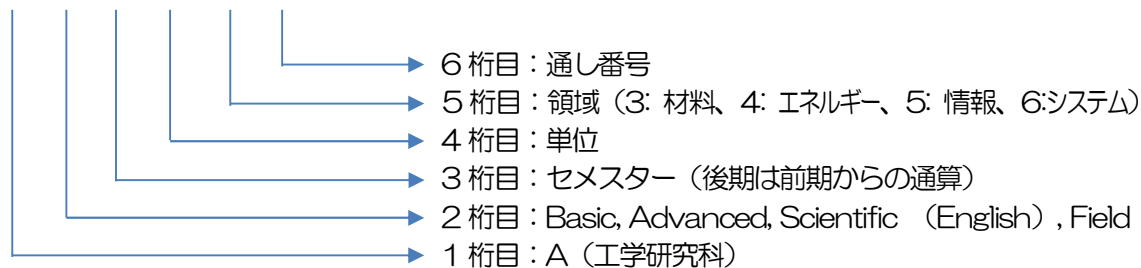 6 桁目：通し番号
5 桁目：領域（3: 材料、4: エネルギー、5: 情報、6:システム）
4 桁目：単位
3 桁目：セメスター（後期は前期からの通算）
2 桁目：Basic, Advanced, Scientific （English）, Field
1 桁目：A（工学研究科）